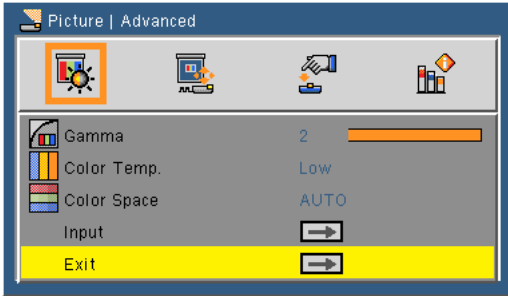 Picture | Advanced
Gamma 2
Color Temp. Low
Color Space AUTO
Input
Exit